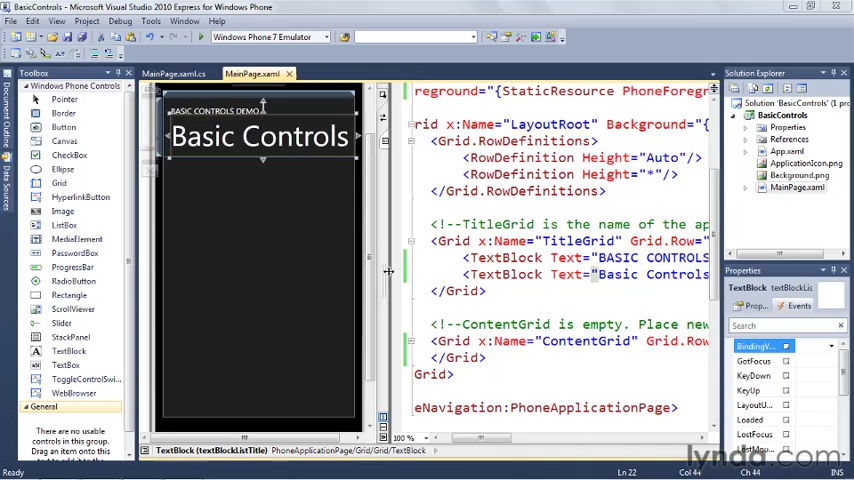 BasicControls - Microsoft Visual Studio 2010 Express for Windows Phone
File Edit View Project Debug Tools Window Help
Windows Phone 7 Emulator
Document Outline
Data Sources
Toolbox
Windows Phone Controls
Pointer
Border
Button
Canvas
CheckBox
Ellipse
Grid
HyperlinkButton
Image
ListBox
MediaElement
PasswordBox
ProgressBar
RadioButton
Rectangle
ScrollViewer
Slider
StackPanel
TextBlock
TextBox
ToggleControlSwi...
WebBrowser
General
There are no usable
controls in this group.
Drag an item onto this
MainPage.xaml.cs
MainPage.xaml
BASIC CONTROLS DEMO
Basic Controls
reground="{StaticResource PhoneForegr
rid x:Name="LayoutRoot" Background="{
<Grid.RowDefinitions>
<RowDefinition Height="Auto"/>
<RowDefinition Height="*"/>
</Grid.RowDefinitions>
<!--TitleGrid is the name of the ap
<Grid x:Name="TitleGrid" Grid.Row="
<TextBlock Text="BASIC CONTROLS
<TextBlock Text="Basic Controls
</Grid>
<!--ContentGrid is empty. Place new
<Grid x:Name="ContentGrid" Grid.Row
</Grid>
Grid>
eNavigation:PhoneApplicationPage>
100 %
TextBlock (textBlockListTitle) PhoneApplicationPage/Grid/Grid/TextBlock
Solution Explorer
Solution 'BasicControls'
BasicControls
Properties
References
App.xaml
ApplicationIcon.png
Background.png
MainPage.xaml
Properties
TextBlock textBlockLis
Prop... Events
Search
BindingV...
GotFocus
KeyDown
KeyUp
LayoutU...
Loaded
LostFocus
LostMou...
Ready
Ln 22
Col 44
Ch 44
INS
lynda.com